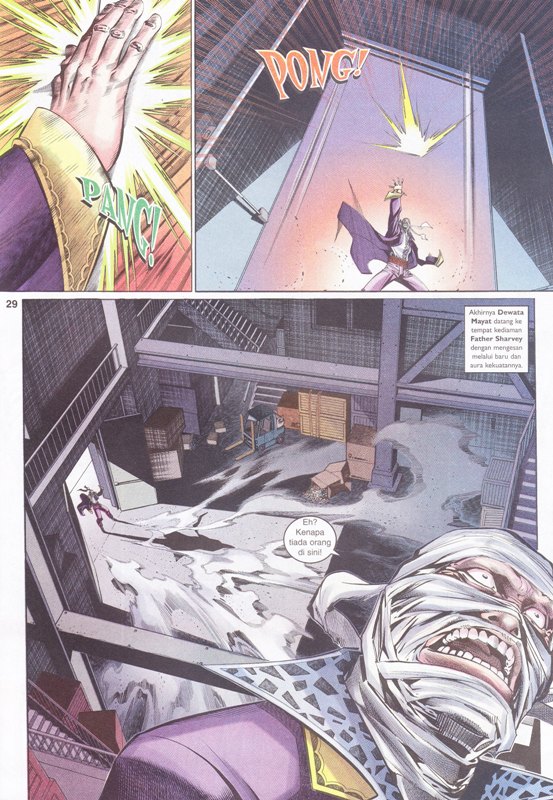 PANG!
PONG!
29
Akhirnya Dewata
Mayat datang ke
tempat kediaman
Father Sharvey
dengan mengesan
melalui baru dan
aura kekuatannya.
Eh?
Kenapa
tiada orang
di sini!